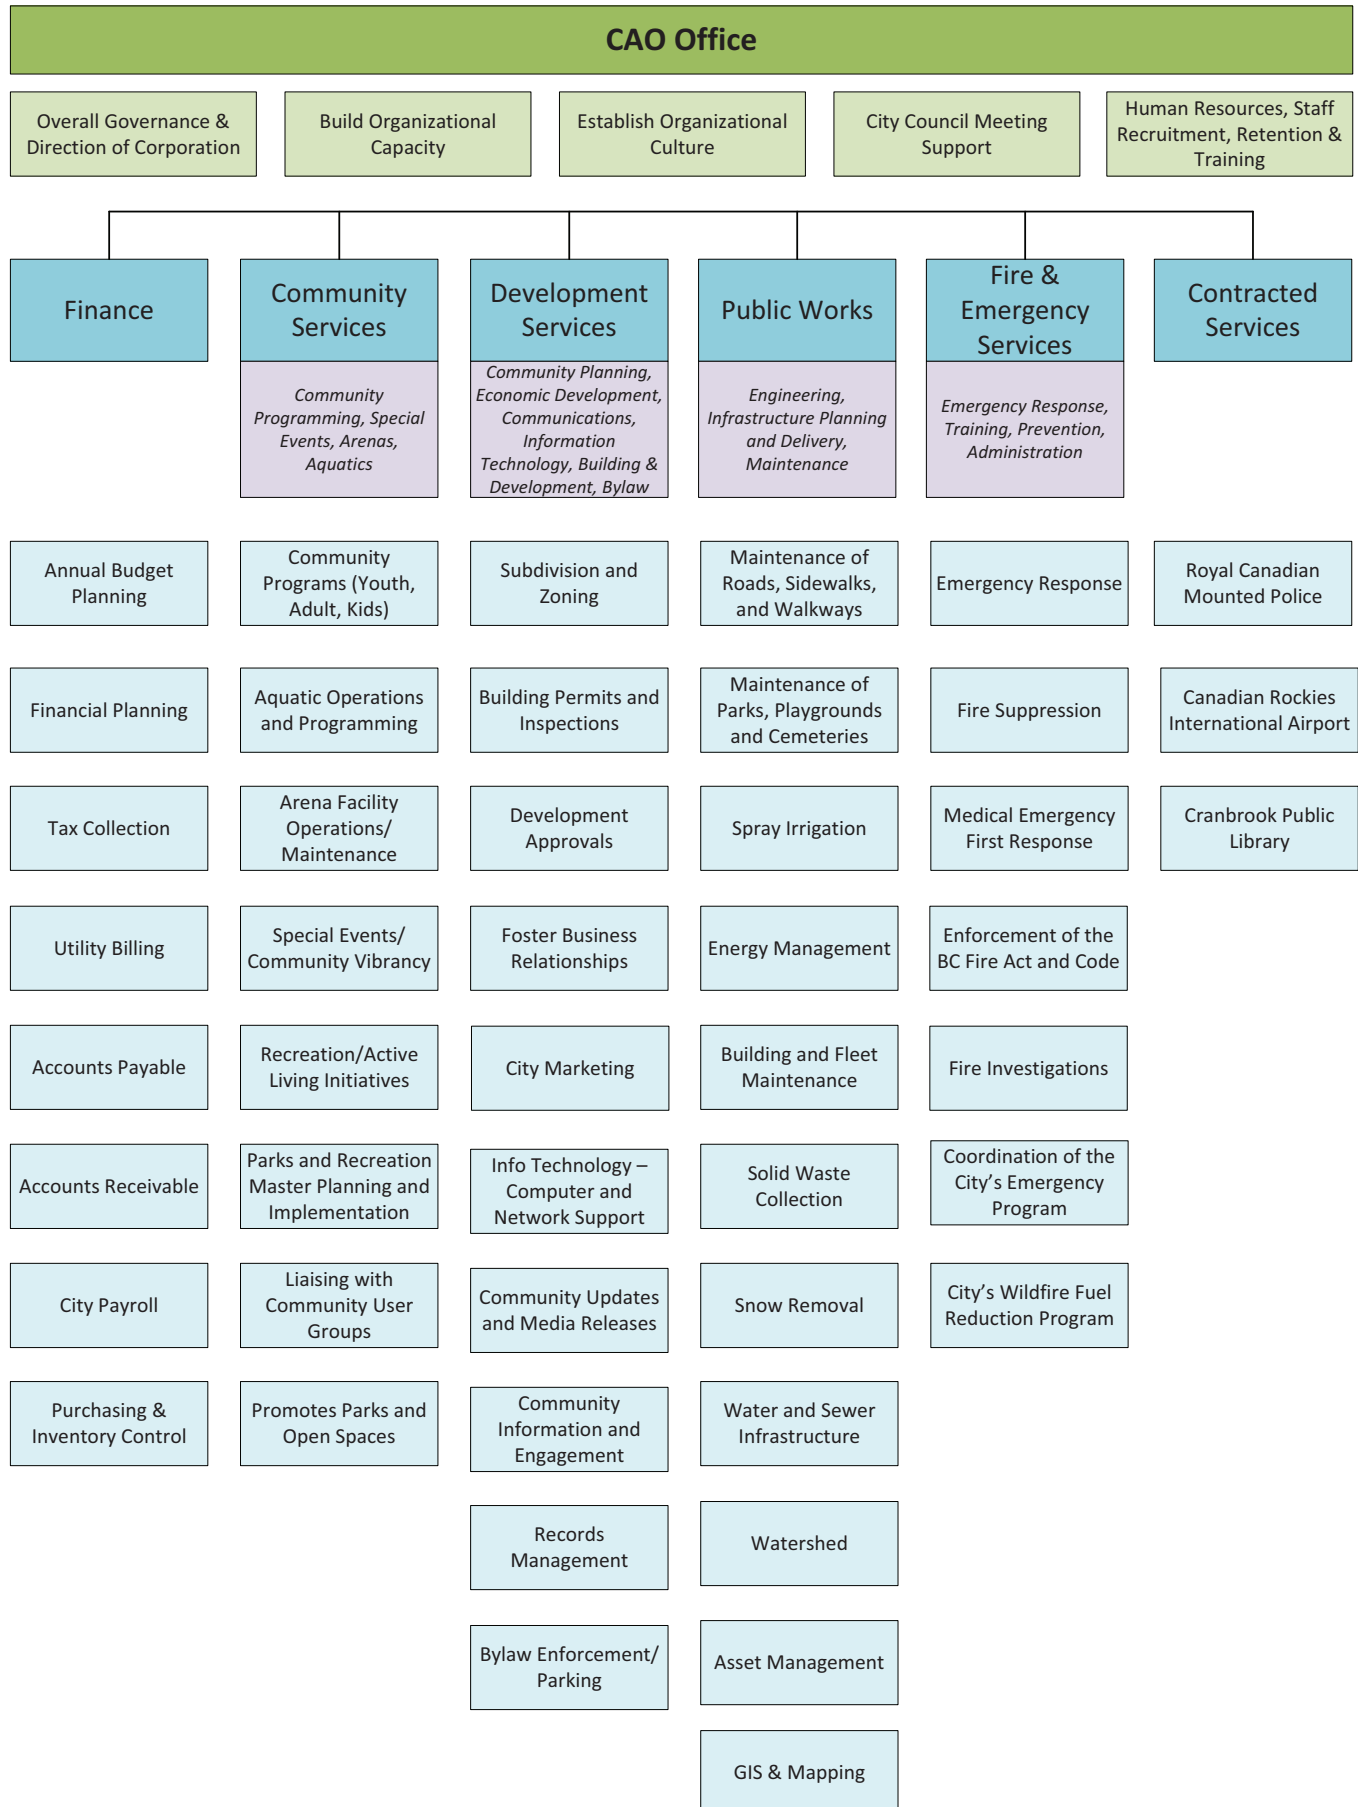 CAO Office
Overall Governance &
Direction of Corporation
Build Organizational
Capacity
Establish Organizational
Culture
City Council Meeting
Support
Human Resources, Staff
Recruitment, Retention &
Training
Finance
Community
Services
Development
Services
Public Works
Fire &
Emergency
Services
Contracted
Services
Community
Programming, Special
Events, Arenas,
Aquatics
Community Planning,
Economic Development,
Communications,
Information
Technology, Building &
Development, Bylaw
Engineering,
Infrastructure Planning
and Delivery,
Maintenance
Emergency Response,
Training, Prevention,
Administration
Annual Budget
Planning
Community
Programs (Youth,
Adult, Kids)
Subdivision and
Zoning
Maintenance of
Roads, Sidewalks,
and Walkways
Emergency Response
Royal Canadian
Mounted Police
Financial Planning
Aquatic Operations
and Programming
Building Permits and
Inspections
Maintenance of
Parks, Playgrounds
and Cemeteries
Fire Suppression
Canadian Rockies
International Airport
Tax Collection
Arena Facility
Operations/
Maintenance
Development
Approvals
Spray Irrigation
Medical Emergency
First Response
Cranbrook Public
Library
Utility Billing
Special Events/
Community Vibrancy
Foster Business
Relationships
Energy Management
Enforcement of the
BC Fire Act and Code
Accounts Payable
Recreation/Active
Living Initiatives
City Marketing
Building and Fleet
Maintenance
Fire Investigations
Accounts Receivable
Parks and Recreation
Master Planning and
Implementation
Info Technology –
Computer and
Network Support
Solid Waste
Collection
Coordination of the
City’s Emergency
Program
City Payroll
Liaising with
Community User
Groups
Community Updates
and Media Releases
Snow Removal
City’s Wildfire Fuel
Reduction Program
Purchasing &
Inventory Control
Promotes Parks and
Open Spaces
Community
Information and
Engagement
Water and Sewer
Infrastructure
Records
Management
Watershed
Bylaw Enforcement/
Parking
Asset Management
GIS & Mapping